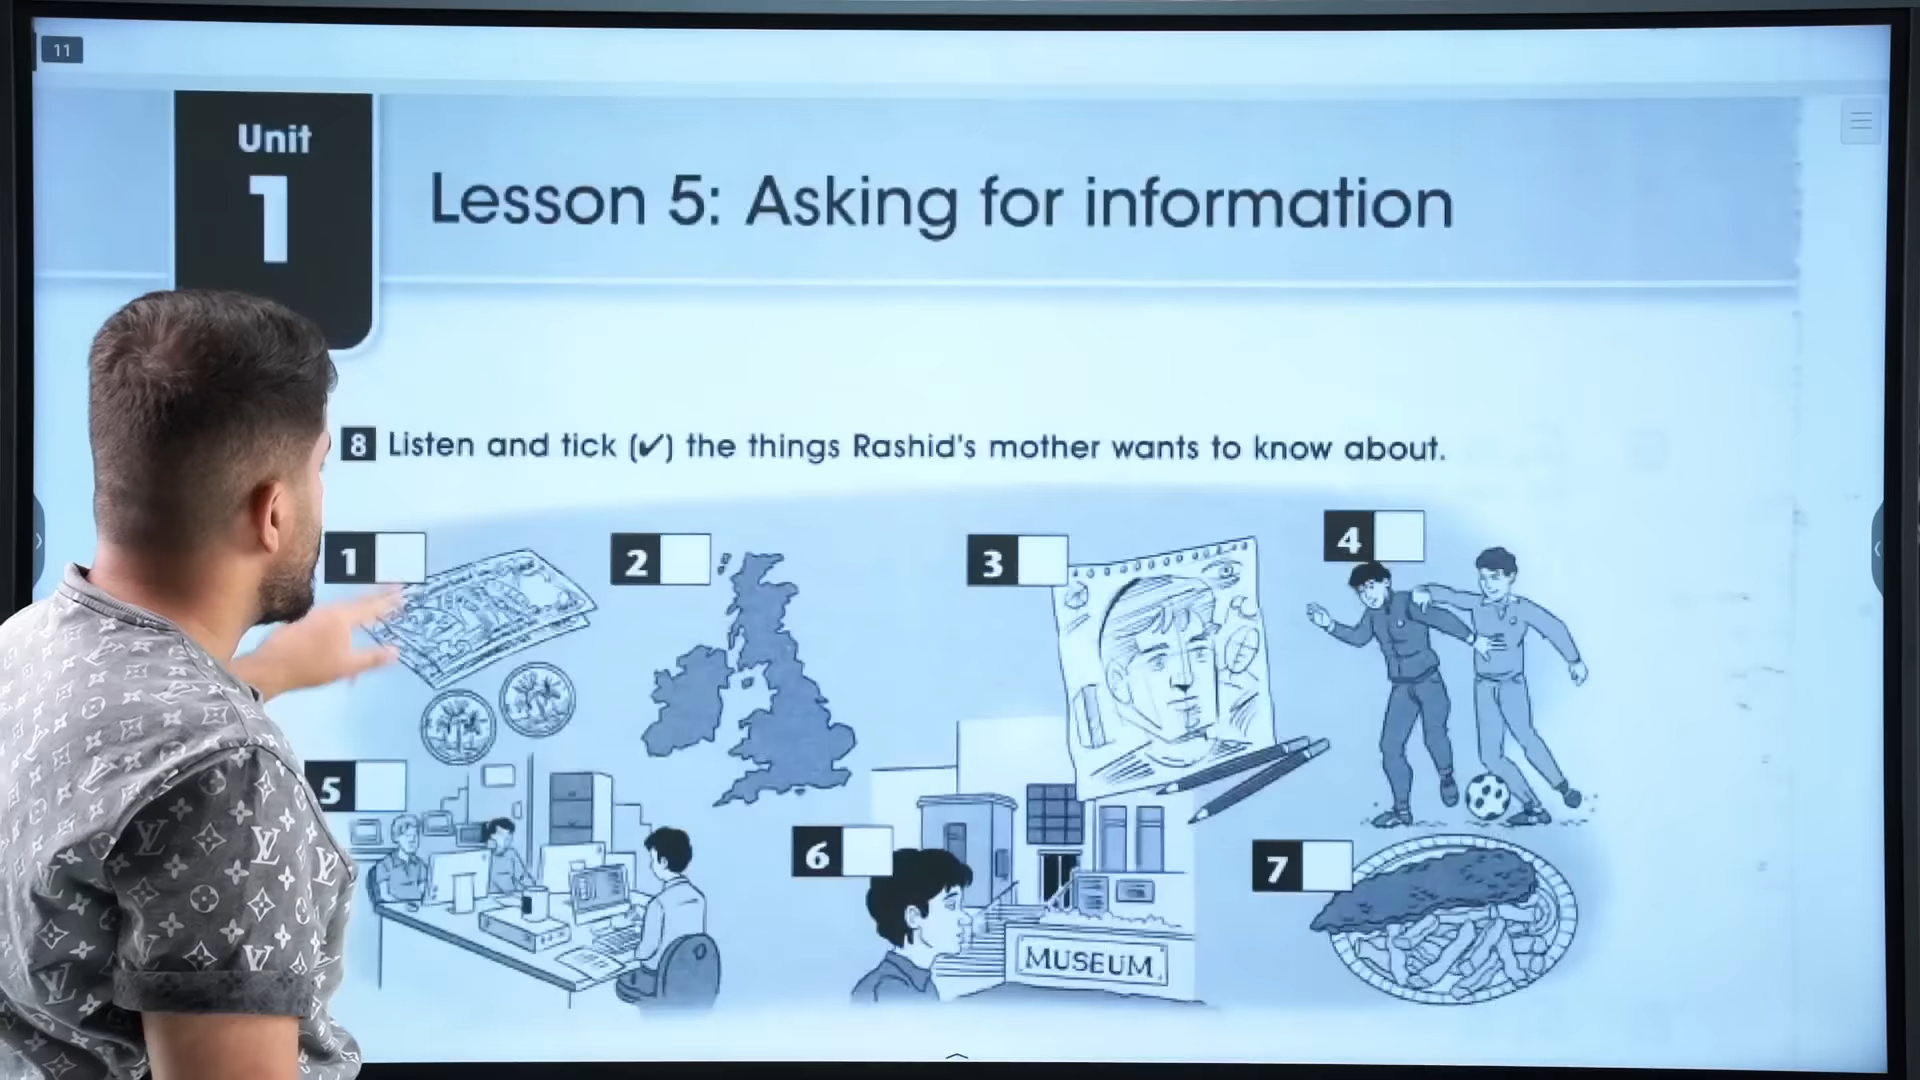 11
Unit
1
Lesson 5: Asking for information
8 Listen and tick (✔) the things Rashid's mother wants to know about.
1
2
3
4
5
6
7
MUSEUM